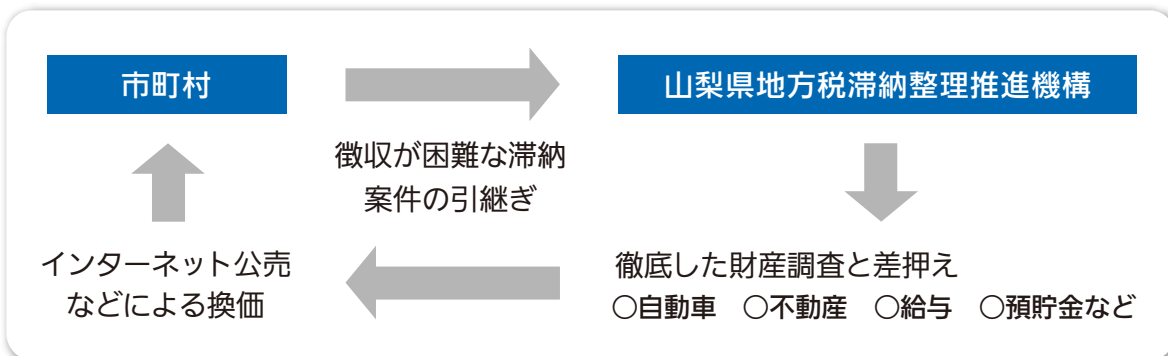 市町村
山梨県地方税滞納整理推進機構
徴収が困難な滞納
案件の引継ぎ
徹底した財産調査と差押え
○自動車　○不動産　○給与　○預貯金など
インターネット公売
などによる換価